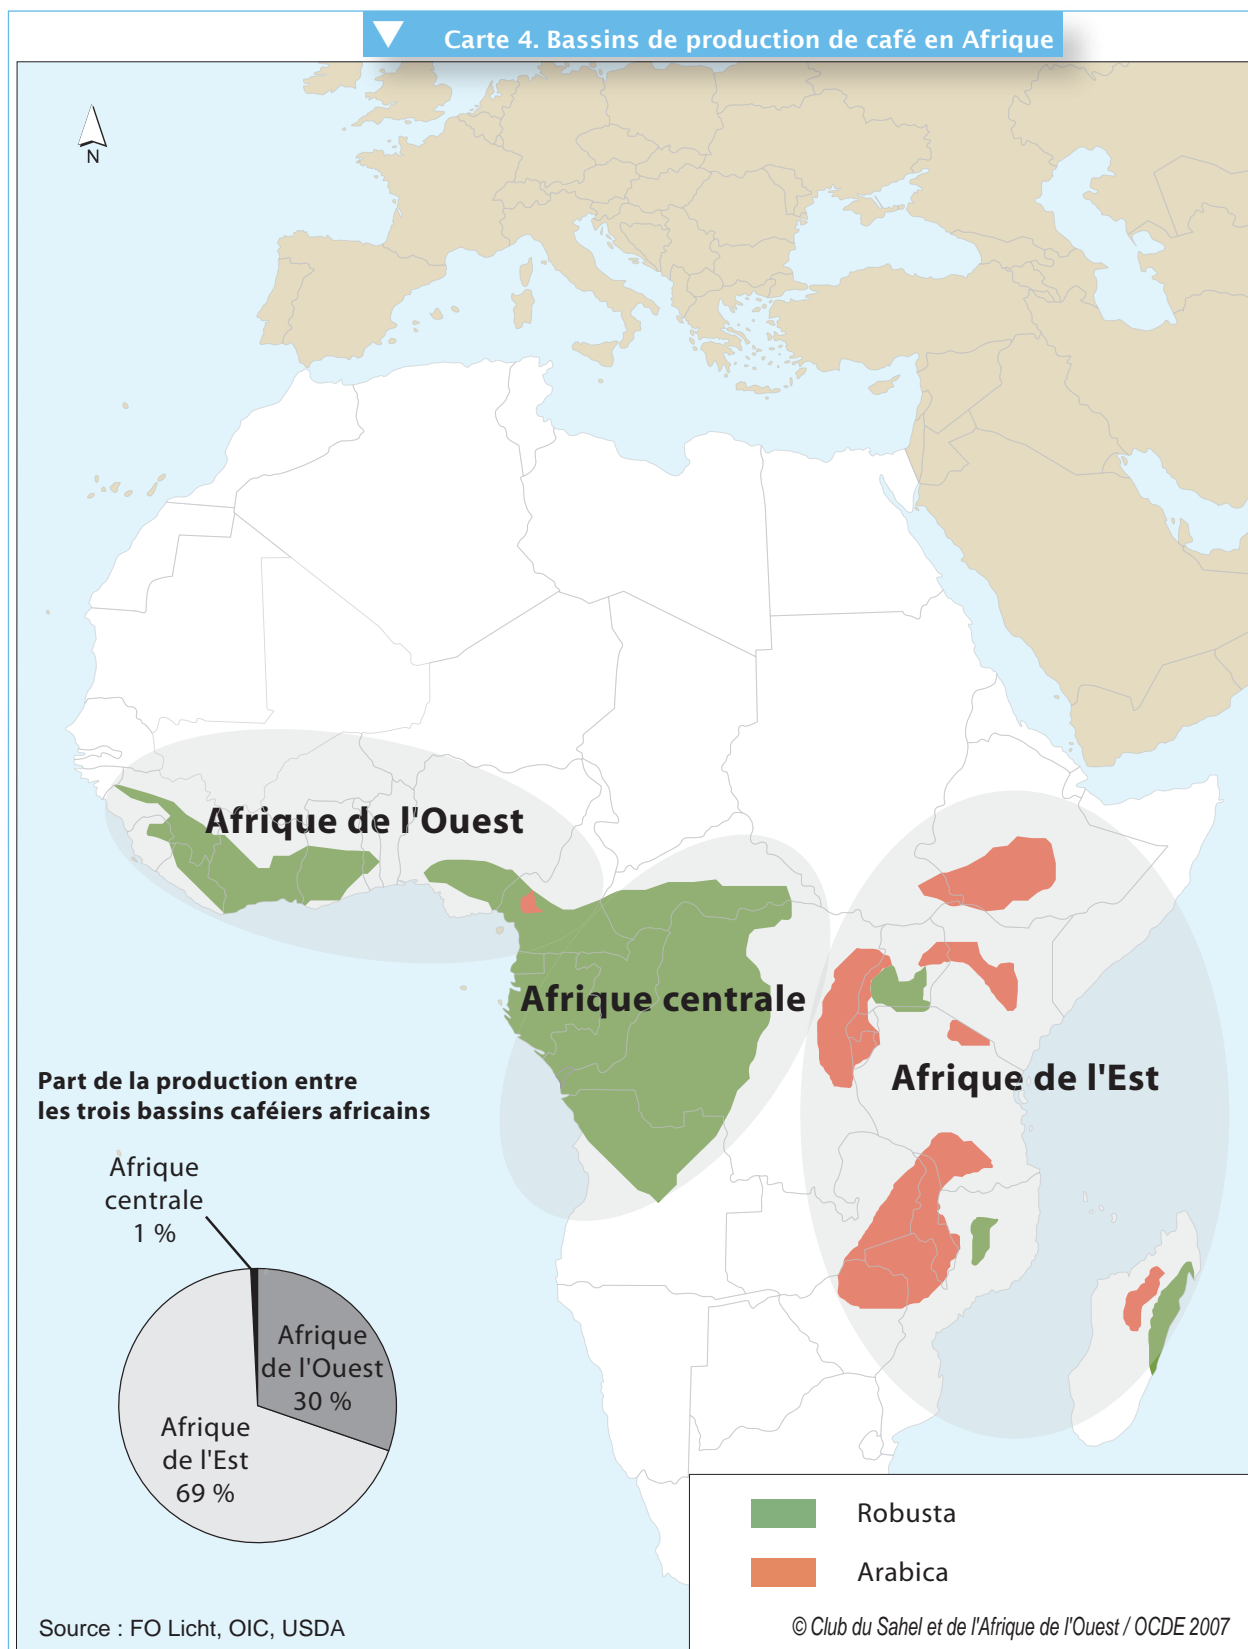 Carte 4. Bassins de production de café en Afrique
N
Afrique de l'Ouest
Afrique centrale
Afrique de l'Est
Part de la production entre
les trois bassins caféiers africains
Afrique
centrale
1 %
Afrique
de l'Ouest
30 %
Afrique
de l'Est
69 %
Robusta
Arabica
Source : FO Licht, OIC, USDA
© Club du Sahel et de l'Afrique de l'Ouest / OCDE 2007